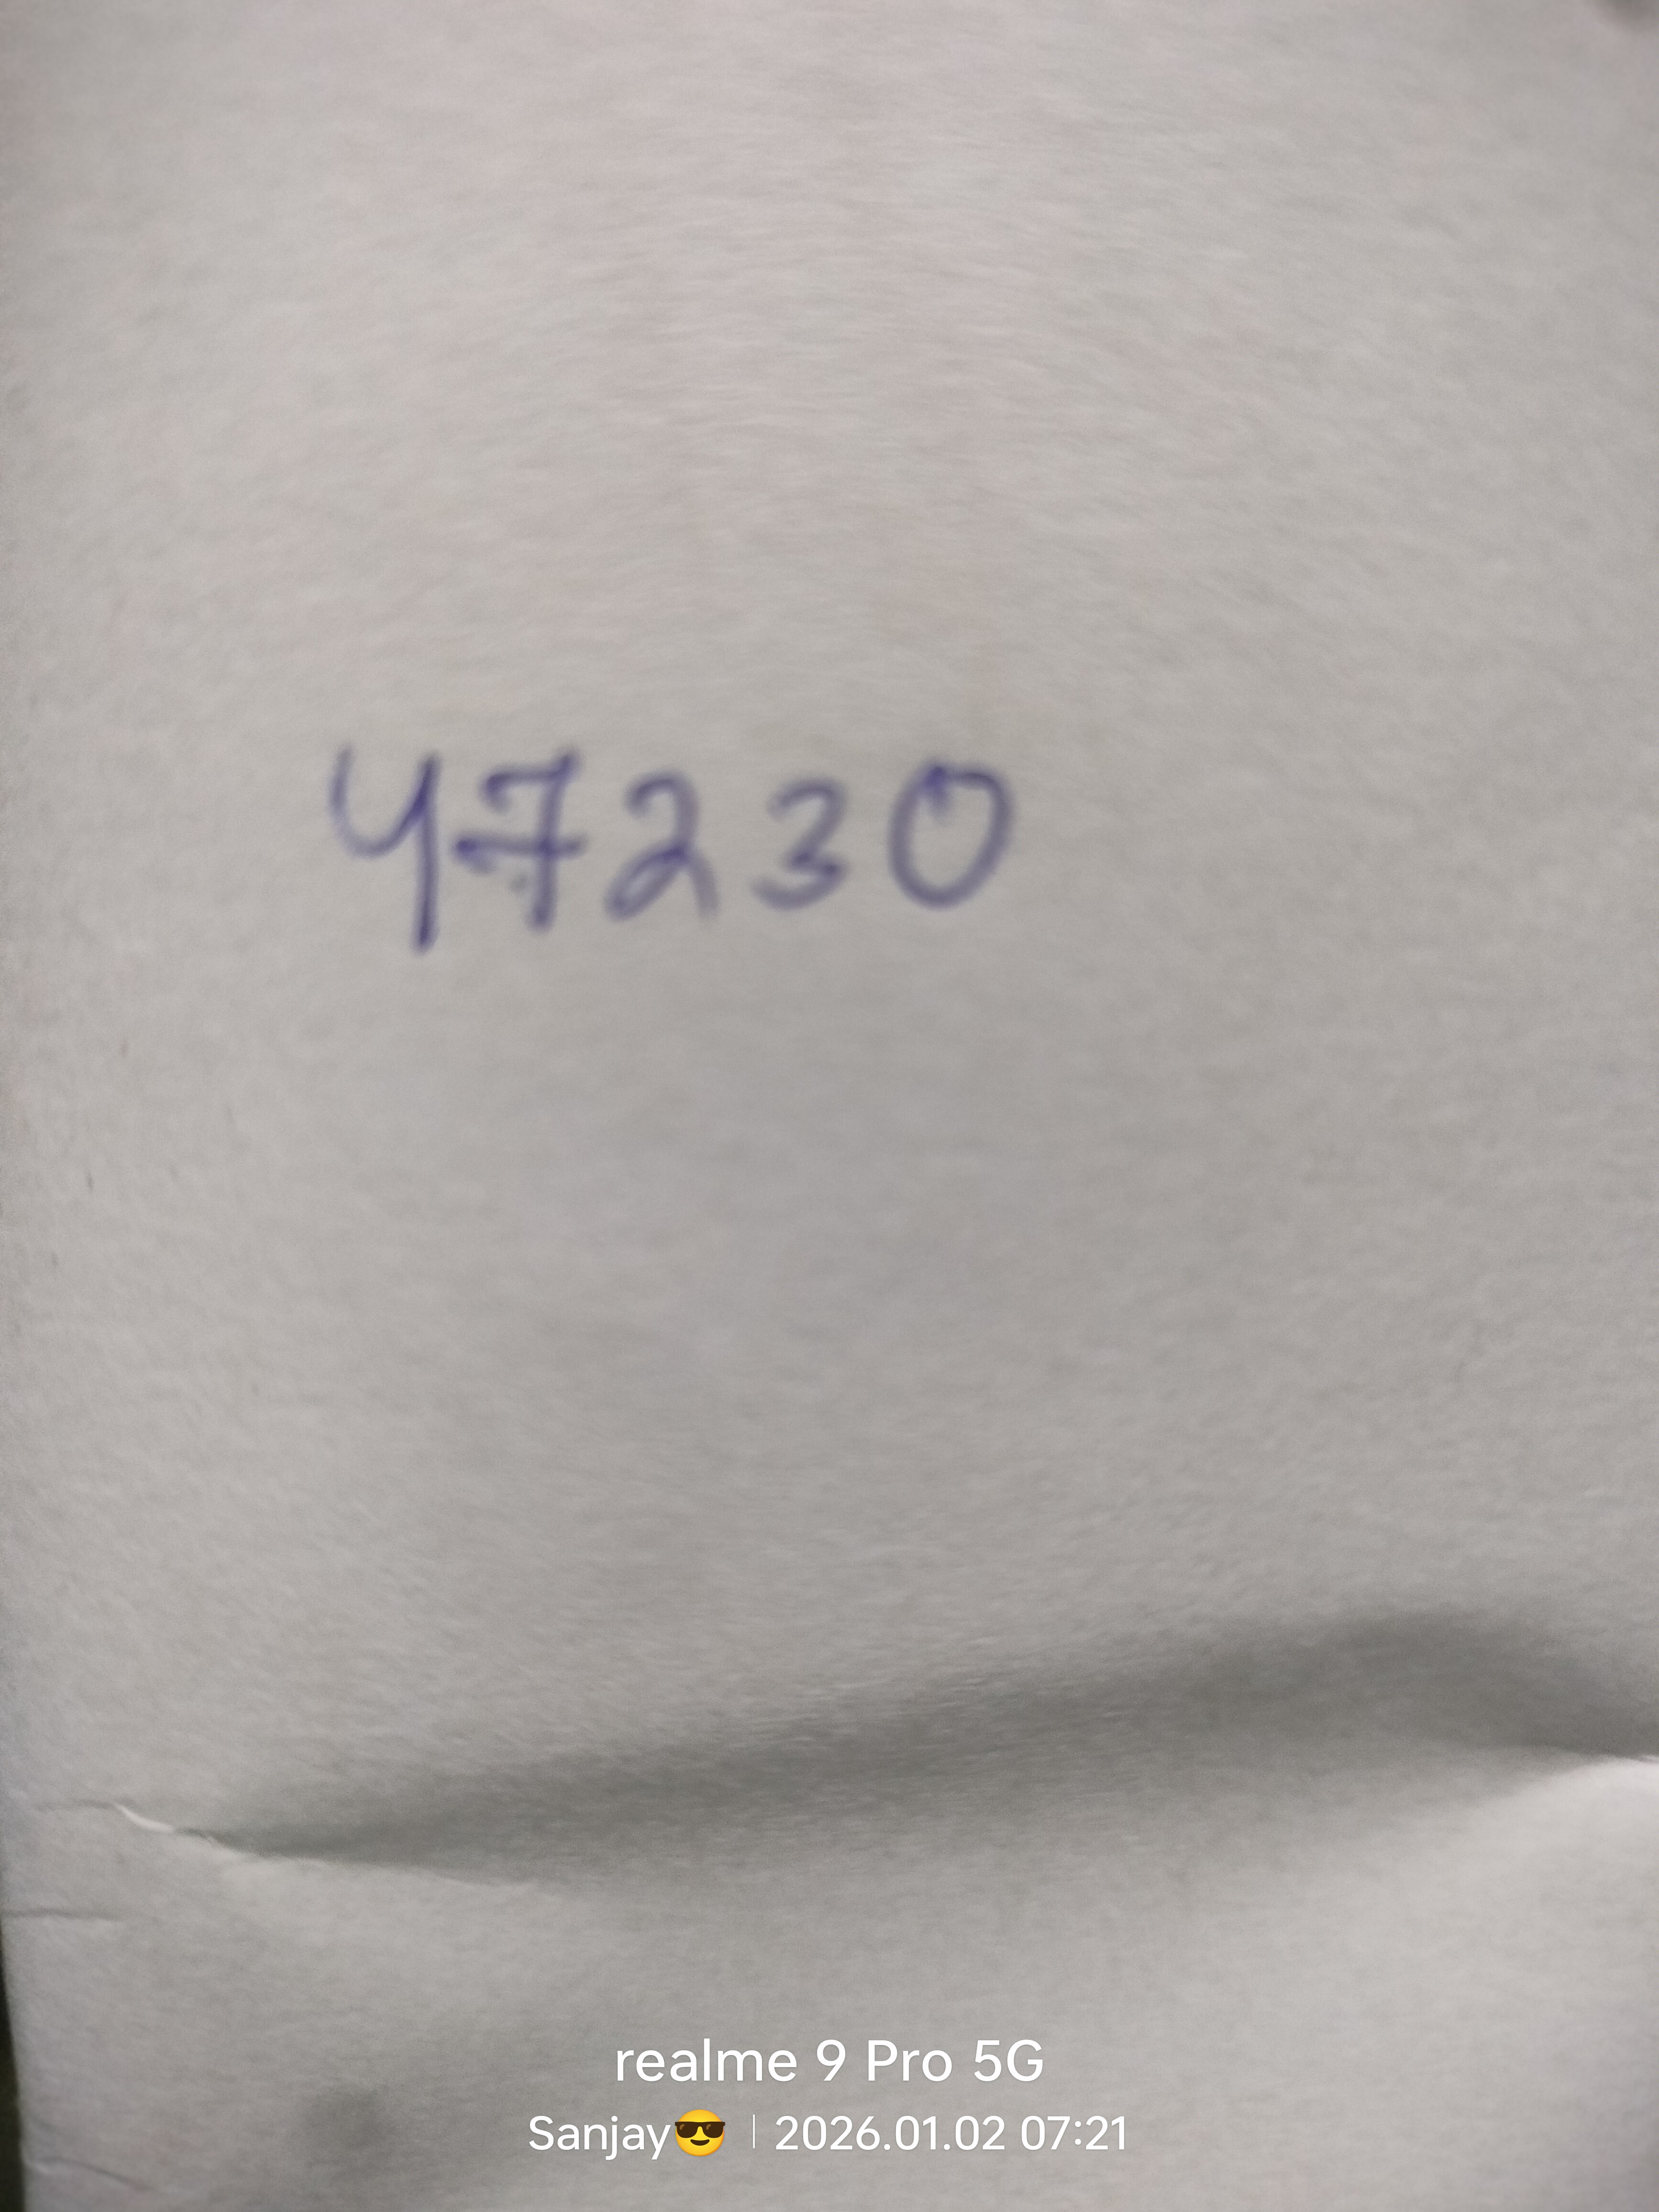 47230
realme 9 Pro 5G
Sanjay😎 | 2026.01.02 07:21